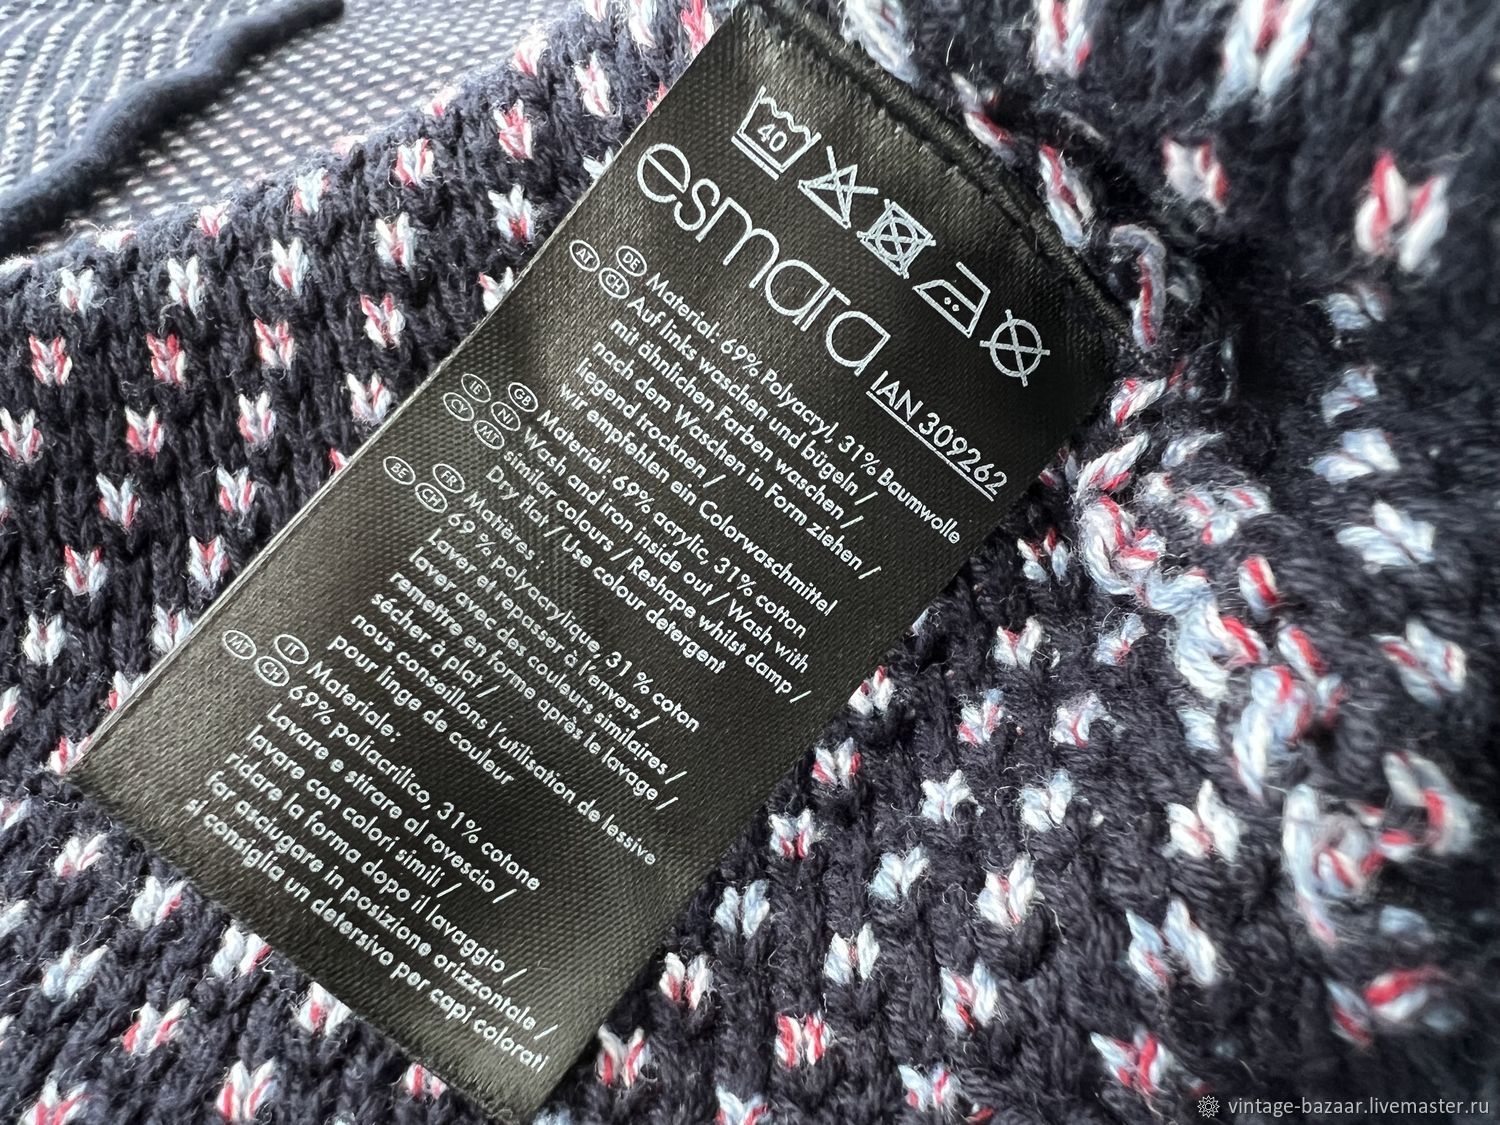 40
esmara
IAN 309262
DE AT CH Material: 69% Polyacryl, 31% Baumwolle
Auf links waschen und bügeln /
mit ähnlichen Farben waschen /
nach dem Waschen in Form ziehen /
liegend trocknen /
wir empfehlen ein Colorwaschmittel
GB IE NI CY MT Material: 69% acrylic, 31% cotton
Wash and iron inside out / Wash with
similar colours / Reshape whilst damp /
Dry flat / Use colour detergent
FR BE CH Matières :
69 % polyacrylique, 31 % coton
Laver et repasser à l'envers /
laver avec des couleurs similaires /
remettre en forme après le lavage /
sécher à plat /
nous conseillons l'utilisation de lessive
pour linge de couleur
IT AT CH Materiale:
69% poliacrilico, 31% cotone
Lavare e stirare al rovescio /
lavare con colori simili /
ridare la forma dopo il lavaggio /
far asciugare in posizione orizzontale /
si consiglia un detersivo per capi colorati
vintage-bazaar.livemaster.ru